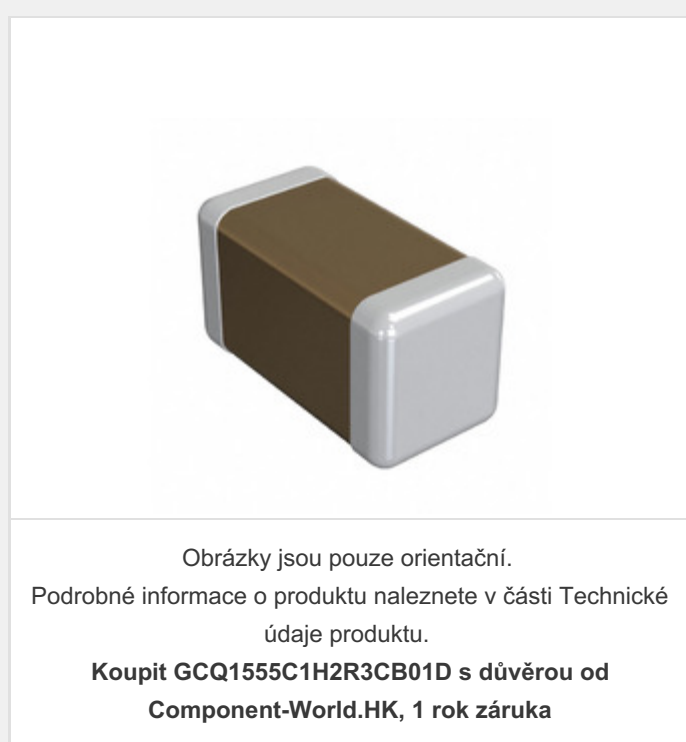 Obrázky jsou pouze orientační.
Podrobné informace o produktu naleznete v části Technické
údaje produktu.
Koupit GCQ1555C1H2R3CB01D s důvěrou od
Component-World.HK, 1 rok záruka